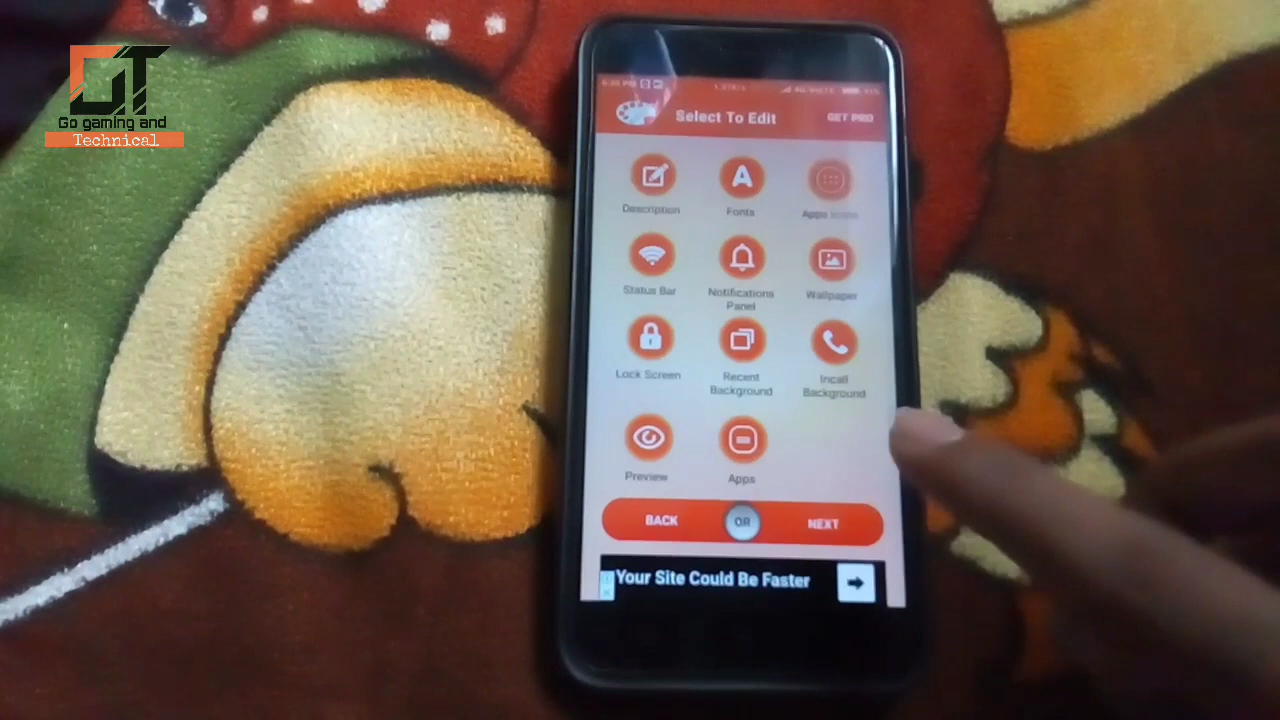 GT
Go gaming and
Technical
Select To Edit
GET PRO
Description
Fonts
Apps Icons
Status Bar
Notifications
Panel
Wallpaper
Lock Screen
Recent
Background
Incall
Background
Preview
Apps
BACK
OR
NEXT
Your Site Could Be Faster